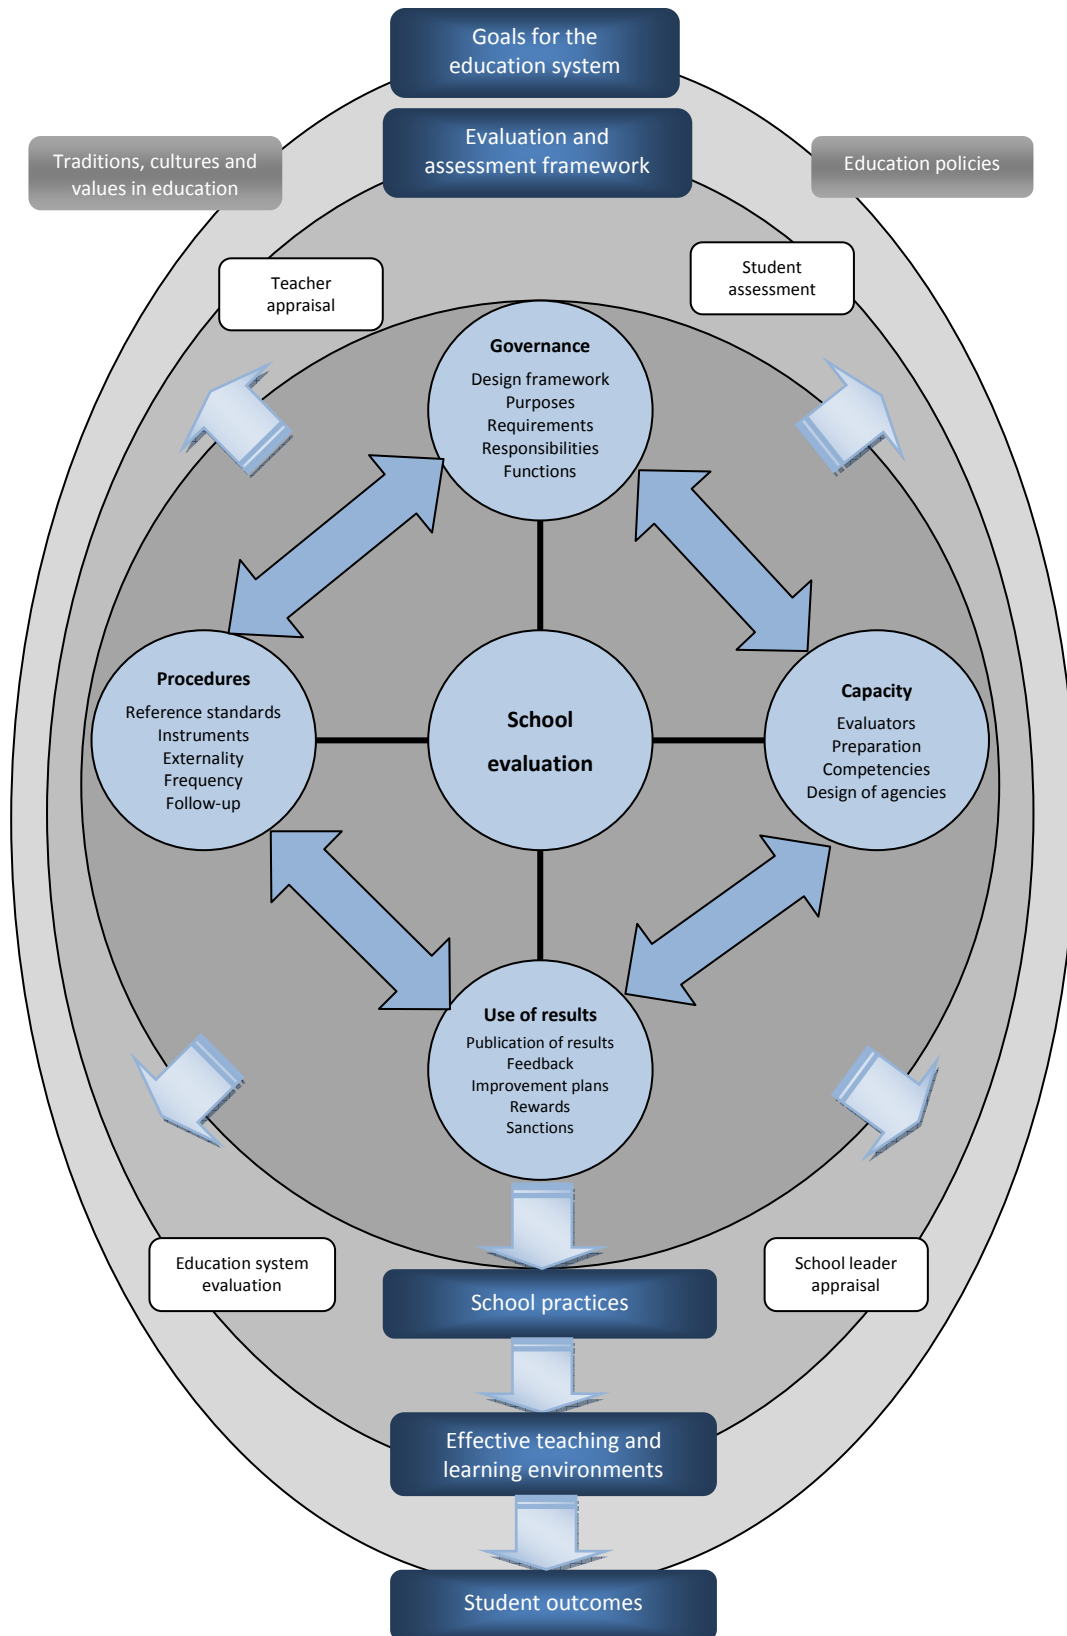 Goals for the
education system
Evaluation and
assessment framework
Traditions, cultures and
values in education
Education policies
Teacher
appraisal
Student
assessment
Governance
Design framework
Purposes
Requirements
Responsibilities
Functions
Procedures
Reference standards
Instruments
Externality
Frequency
Follow-up
School
evaluation
Capacity
Evaluators
Preparation
Competencies
Design of agencies
Use of results
Publication of results
Feedback
Improvement plans
Rewards
Sanctions
Education system
evaluation
School leader
appraisal
School practices
Effective teaching and
learning environments
Student outcomes